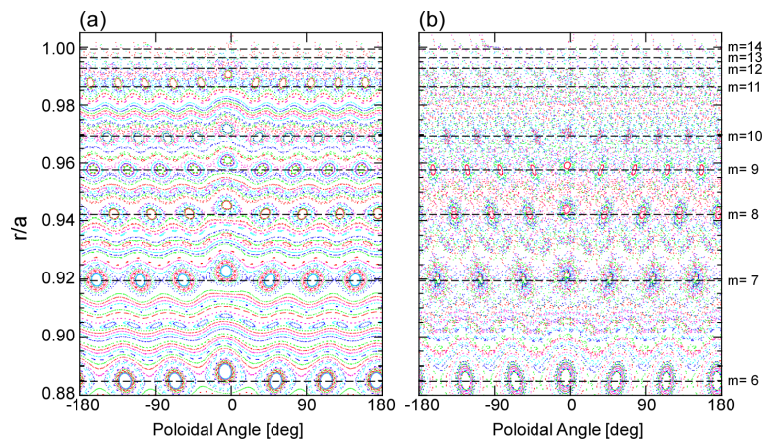 (a)
(b)
r/a
1.00
0.98
0.96
0.94
0.92
0.90
0.88
m=14
m=13
m=12
m=11
m=10
m= 9
m= 8
m= 7
m= 6
-180 -90 0 90 180
-180 -90 0 90 180
Poloidal Angle [deg]
Poloidal Angle [deg]